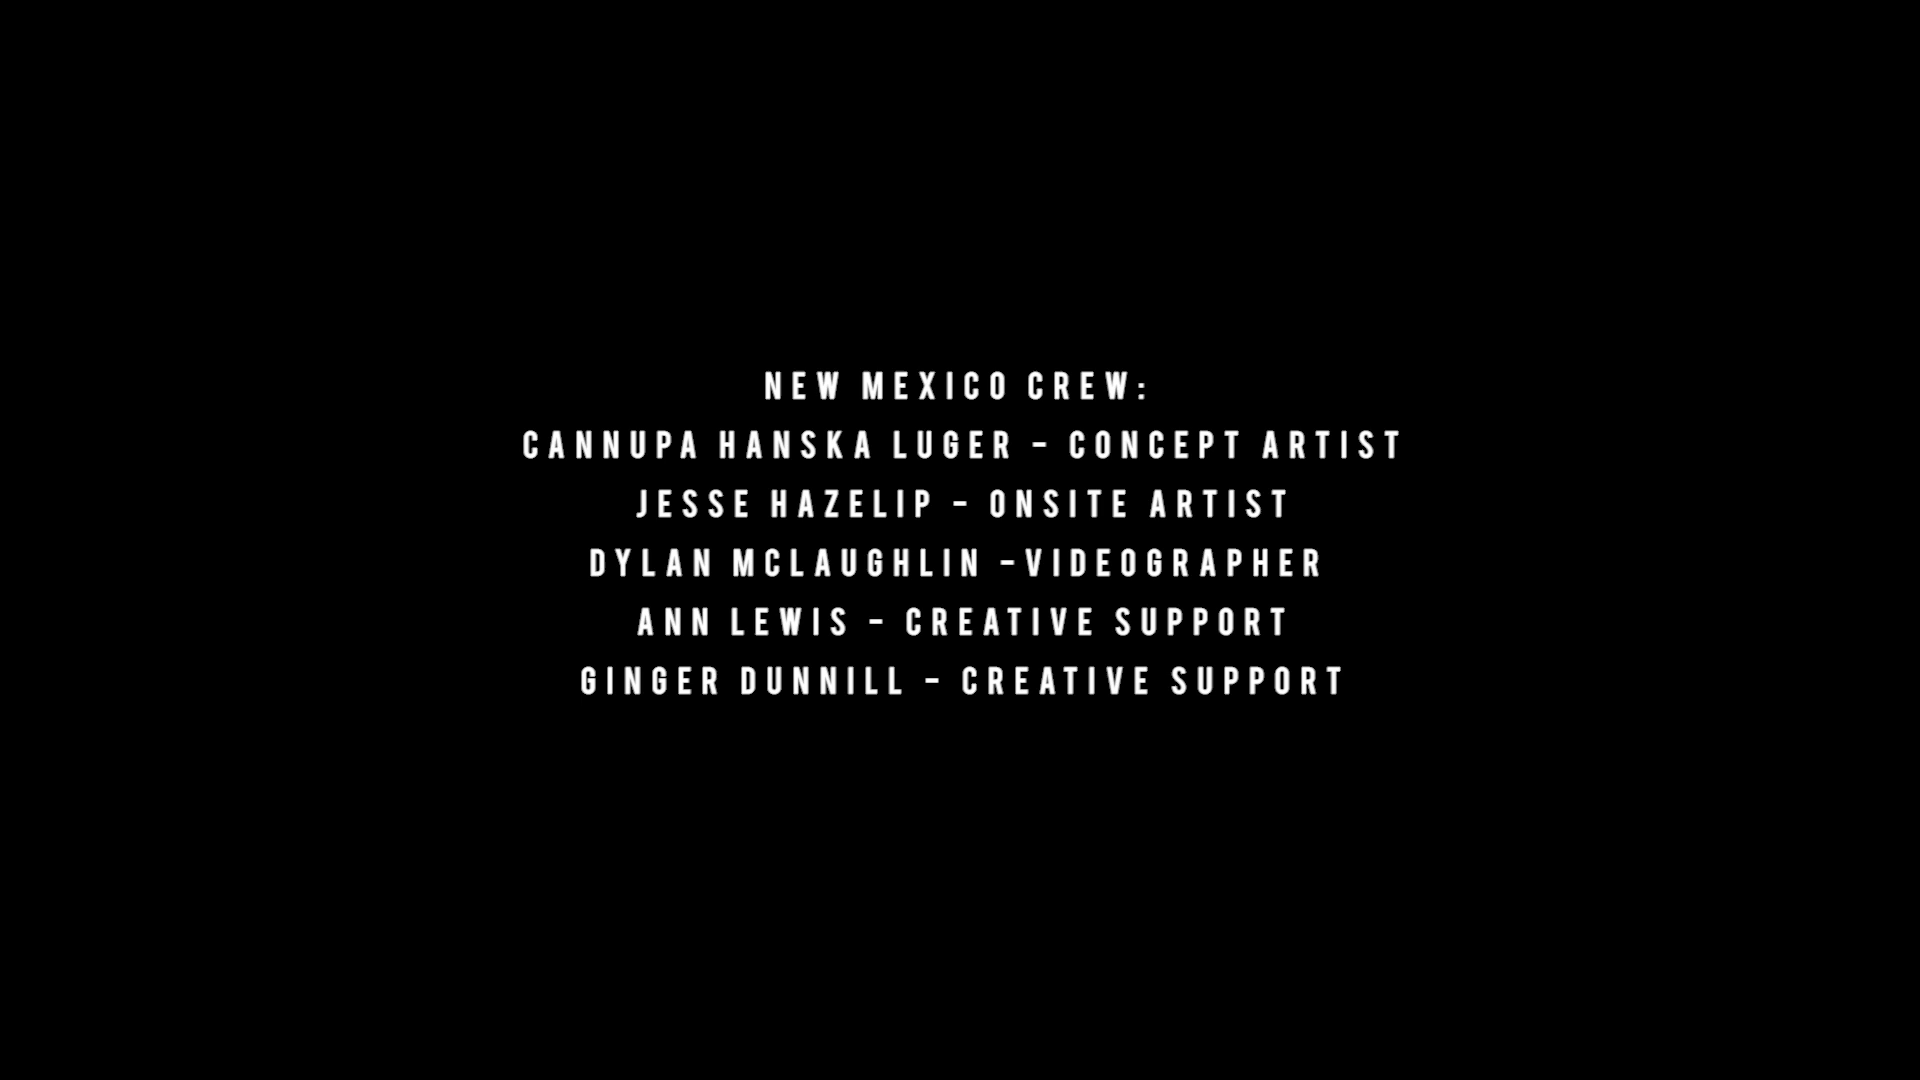 NEW MEXICO CREW:
CANNUPA HANSKA LUGER - CONCEPT ARTIST
JESSE HAZELIP - ONSITE ARTIST
DYLAN MCLAUGHLIN -VIDEOGRAPHER
ANN LEWIS - CREATIVE SUPPORT
GINGER DUNNILL - CREATIVE SUPPORT